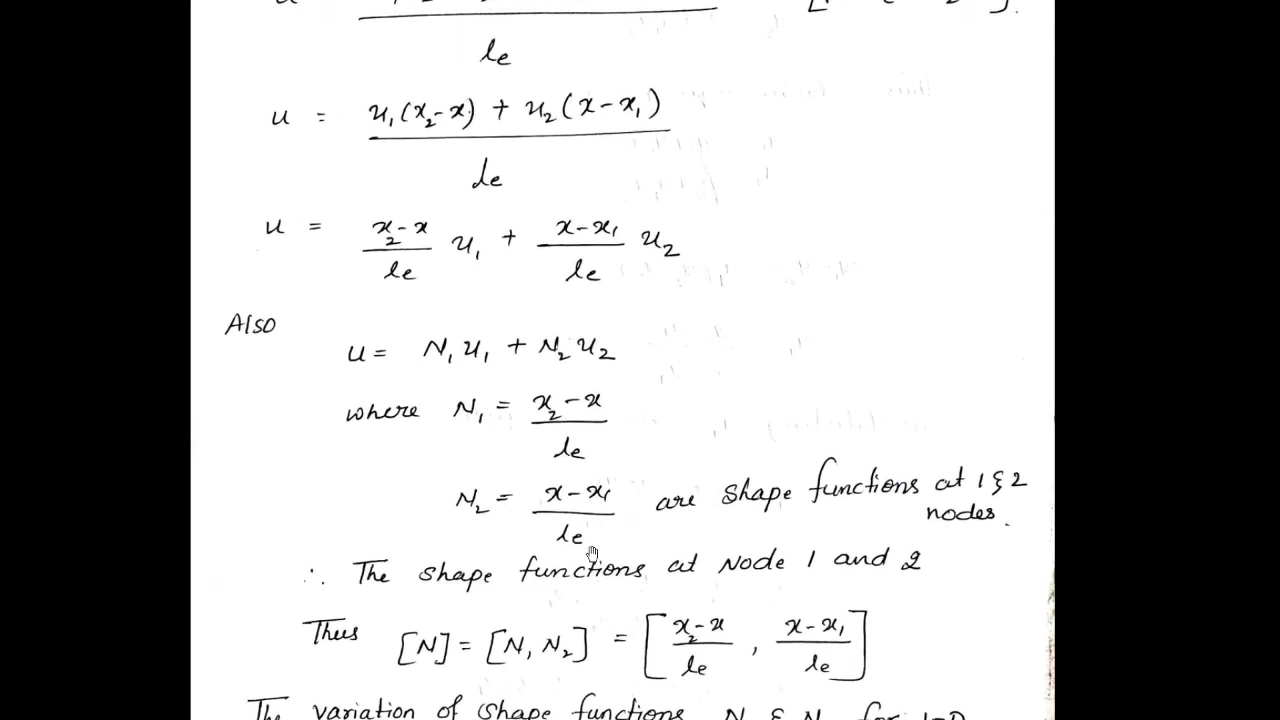 le
u = u₁(x₂-x) + u₂(x-x₁)
le
u = x₂-x/le u₁ + x-x₁/le u₂
Also
u = N₁u₁ + N₂u₂
where N₁ = x₂-x
le
N₂ = x-x₁ are shape functions at 1 & 2
nodes.
le
∴ The shape functions at Node 1 and 2
Thus [N] = [N₁ N₂] = [x₂-x/le , x-x₁/le]
The variation of shape functions N & N for 1-D